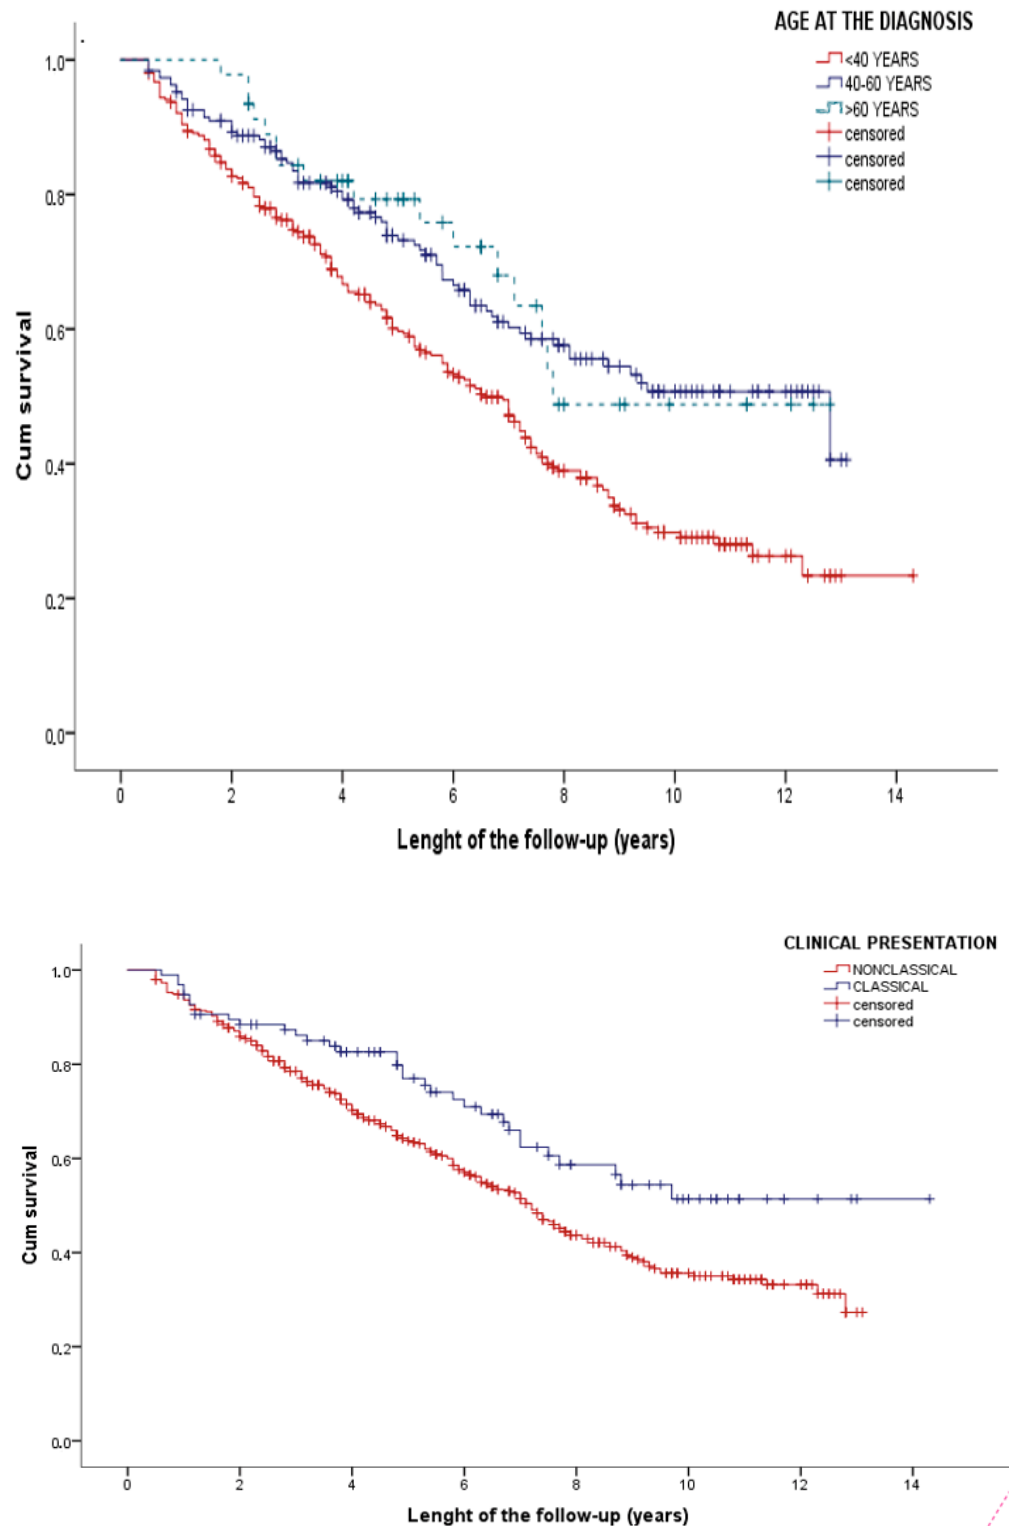 AGE AT THE DIAGNOSIS
<40 YEARS
40-60 YEARS
>60 YEARS
censored
censored
censored
1.0
0.8
0.6
0.4
0.2
0.0
Cum survival
0 2 4 6 8 10 12 14
Lenght of the follow-up (years)
CLINICAL PRESENTATION
NONCLASSICAL
CLASSICAL
censored
censored
1.0
0.8
0.6
0.4
0.2
0.0
Cum survival
0 2 4 6 8 10 12 14
Lenght of the follow-up (years)